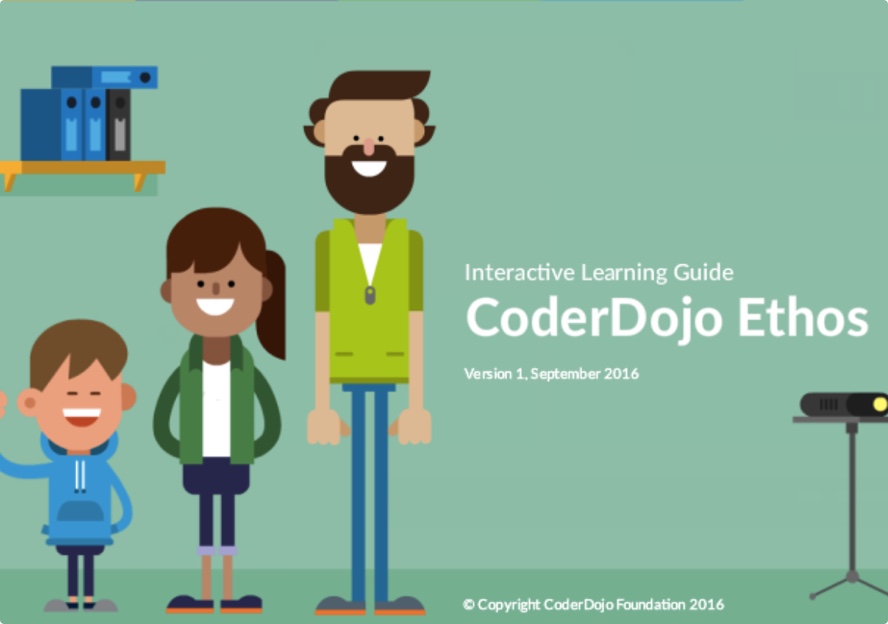 Interactive Learning Guide
CoderDojo Ethos
Version 1, September 2016
© Copyright CoderDojo Foundation 2016